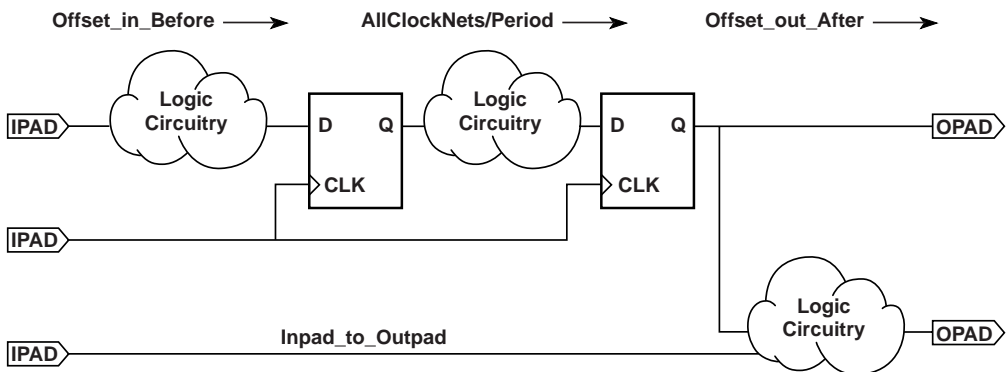 Offset_in_Before
AllClockNets/Period
Offset_out_After
Logic
Circuitry
Logic
Circuitry
IPAD
D
Q
D
Q
OPAD
CLK
CLK
IPAD
Logic
Circuitry
Inpad_to_Outpad
OPAD
IPAD